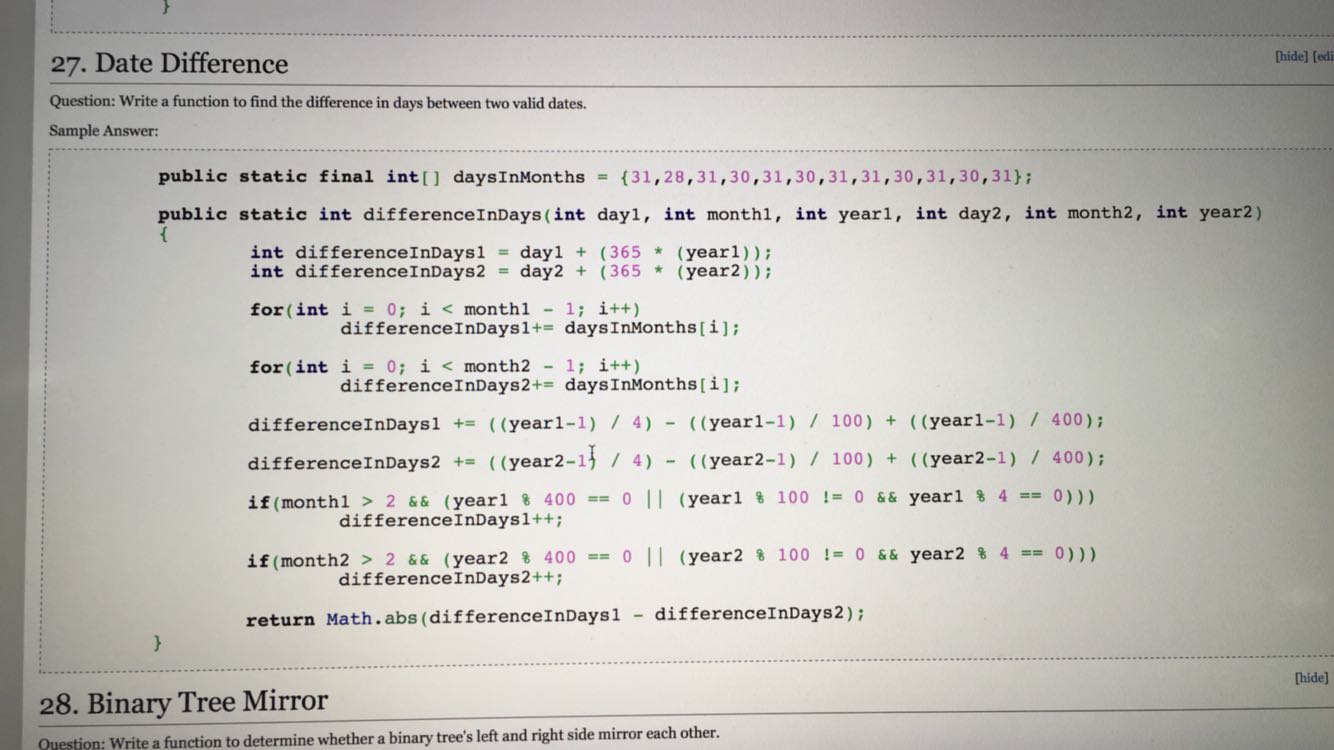 }
27. Date Difference
[hide] [edi
Question: Write a function to find the difference in days between two valid dates.
Sample Answer:
public static final int[] daysInMonths = {31,28,31,30,31,30,31,31,30,31,30,31};
public static int differenceInDays(int day1, int month1, int year1, int day2, int month2, int year2)
{
int differenceInDays1 = day1 + (365 * (year1));
int differenceInDays2 = day2 + (365 * (year2));
for(int i = 0; i < month1 - 1; i++)
differenceInDays1+= daysInMonths[i];
for(int i = 0; i < month2 - 1; i++)
differenceInDays2+= daysInMonths[i];
differenceInDays1 += ((year1-1) / 4) - ((year1-1) / 100) + ((year1-1) / 400);
differenceInDays2 += ((year2-1) / 4) - ((year2-1) / 100) + ((year2-1) / 400);
if(month1 > 2 && (year1 % 400 == 0 || (year1 % 100 != 0 && year1 % 4 == 0)))
differenceInDays1++;
if(month2 > 2 && (year2 % 400 == 0 || (year2 % 100 != 0 && year2 % 4 == 0)))
differenceInDays2++;
return Math.abs(differenceInDays1 - differenceInDays2);
}
[hide]
28. Binary Tree Mirror
Question: Write a function to determine whether a binary tree's left and right side mirror each other.